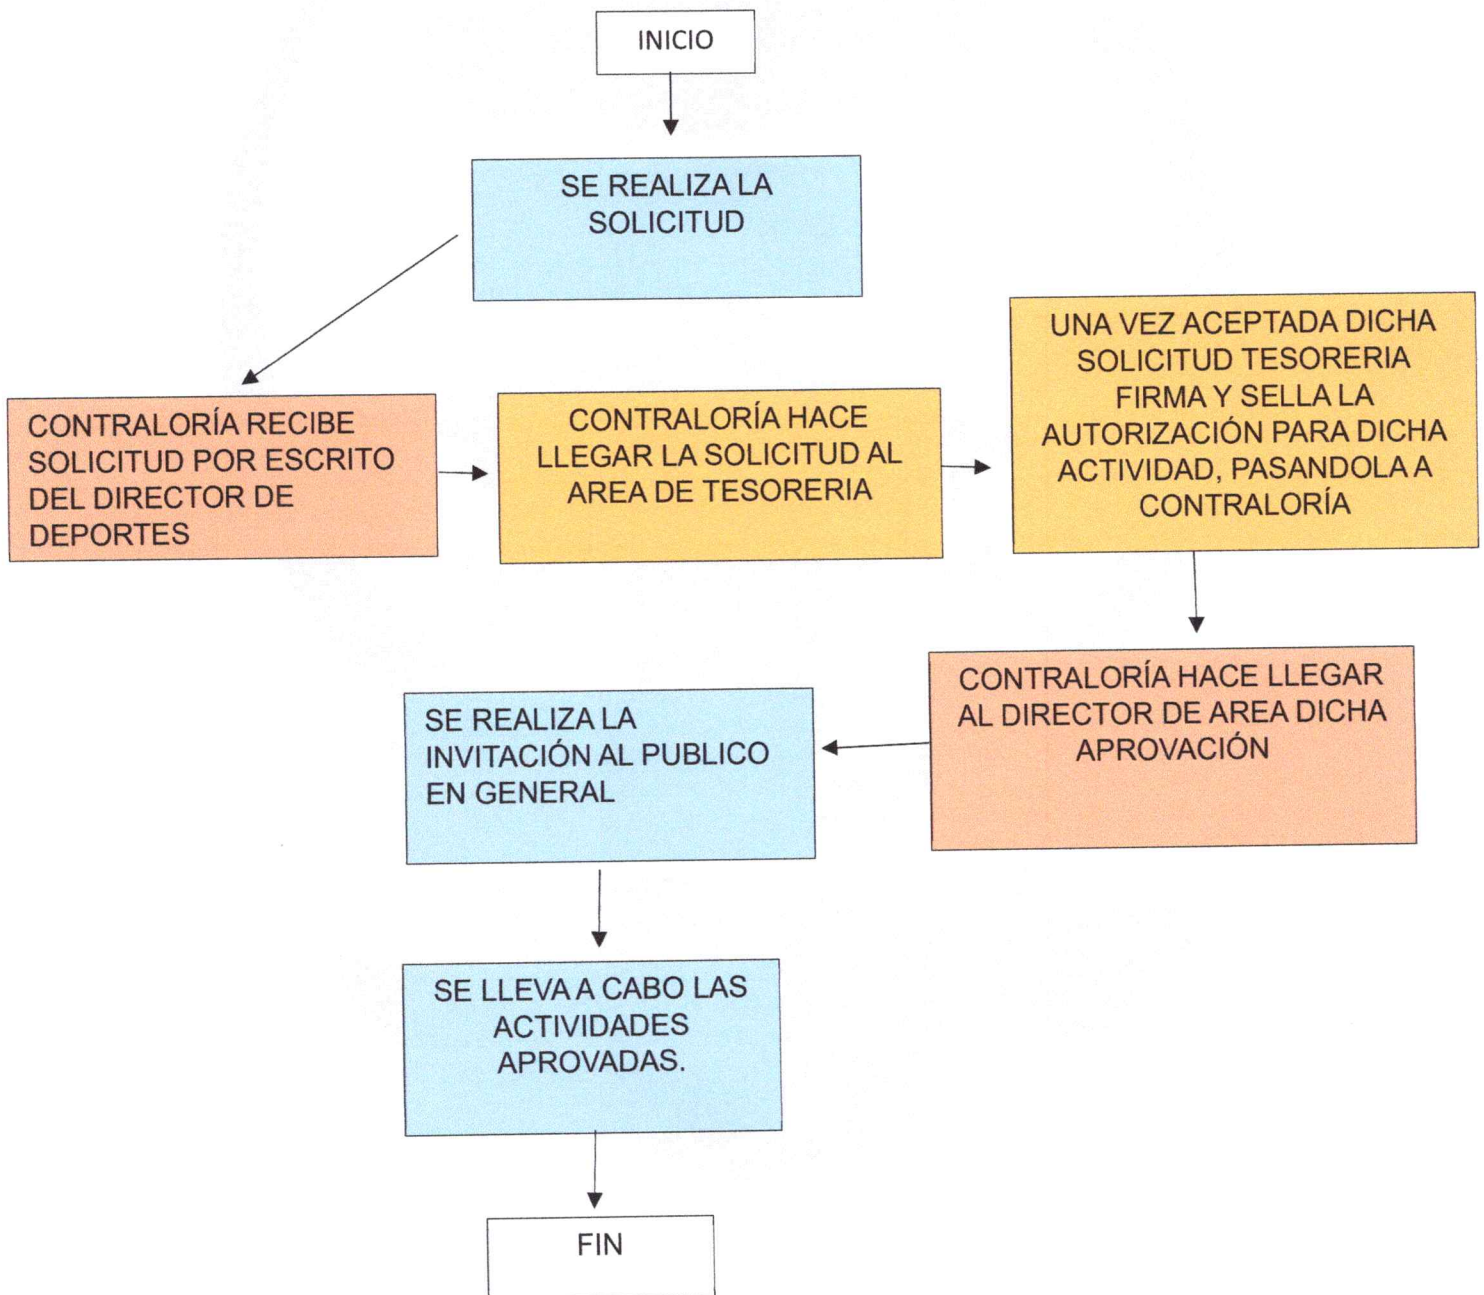 INICIO
SE REALIZA LA
SOLICITUD
CONTRALORÍA RECIBE
SOLICITUD POR ESCRITO
DEL DIRECTOR DE
DEPORTES
CONTRALORÍA HACE
LLEGAR LA SOLICITUD AL
AREA DE TESORERIA
UNA VEZ ACEPTADA DICHA
SOLICITUD TESORERIA
FIRMA Y SELLA LA
AUTORIZACIÓN PARA DICHA
ACTIVIDAD, PASANDOLA A
CONTRALORÍA
CONTRALORÍA HACE LLEGAR
AL DIRECTOR DE AREA DICHA
APROVACIÓN
SE REALIZA LA
INVITACIÓN AL PUBLICO
EN GENERAL
SE LLEVA A CABO LAS
ACTIVIDADES
APROVADAS.
FIN